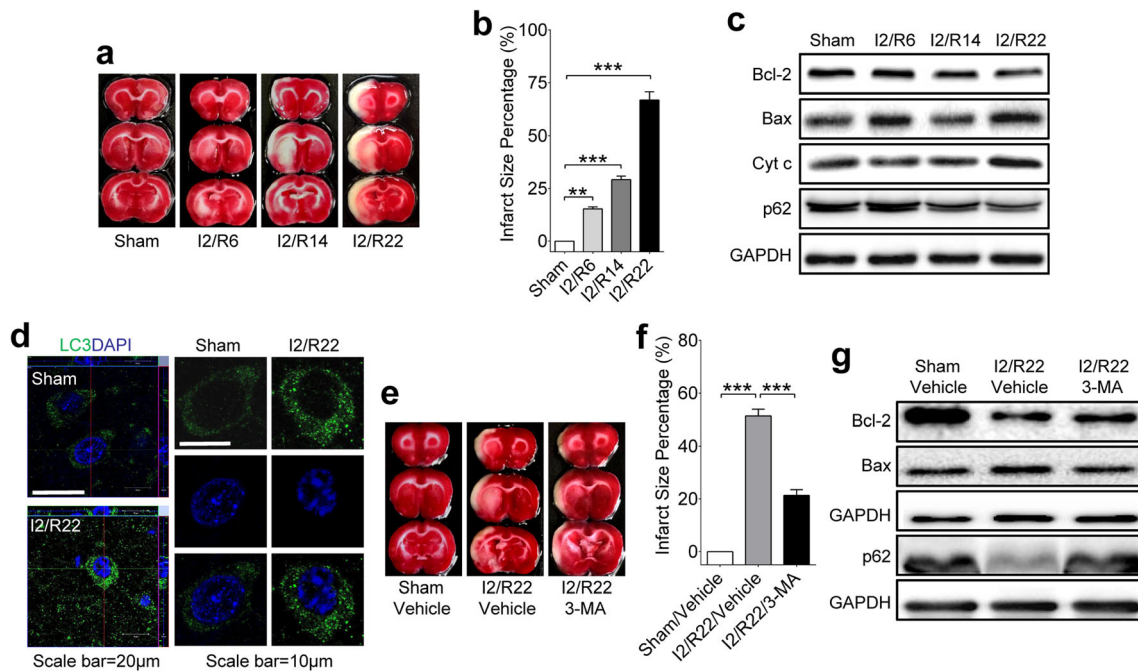 a
Sham
I2/R6
I2/R14
I2/R22
b
Infarct Size Percentage (%)
100
75
50
25
0
***
***
**
Sham
I2/R6
I2/R14
I2/R22
c
Sham
I2/R6
I2/R14
I2/R22
Bcl-2
Bax
Cyt c
p62
GAPDH
d
LC3DAPI
Sham
I2/R22
Sham
I2/R22
Scale bar=20μm
Scale bar=10μm
e
Sham
Vehicle
I2/R22
Vehicle
I2/R22
3-MA
f
Infarct Size Percentage (%)
80
60
40
20
0
***
***
Sham/Vehicle
I2/R22/Vehicle
I2/R22/3-MA
g
Sham
Vehicle
I2/R22
Vehicle
I2/R22
3-MA
Bcl-2
Bax
GAPDH
p62
GAPDH